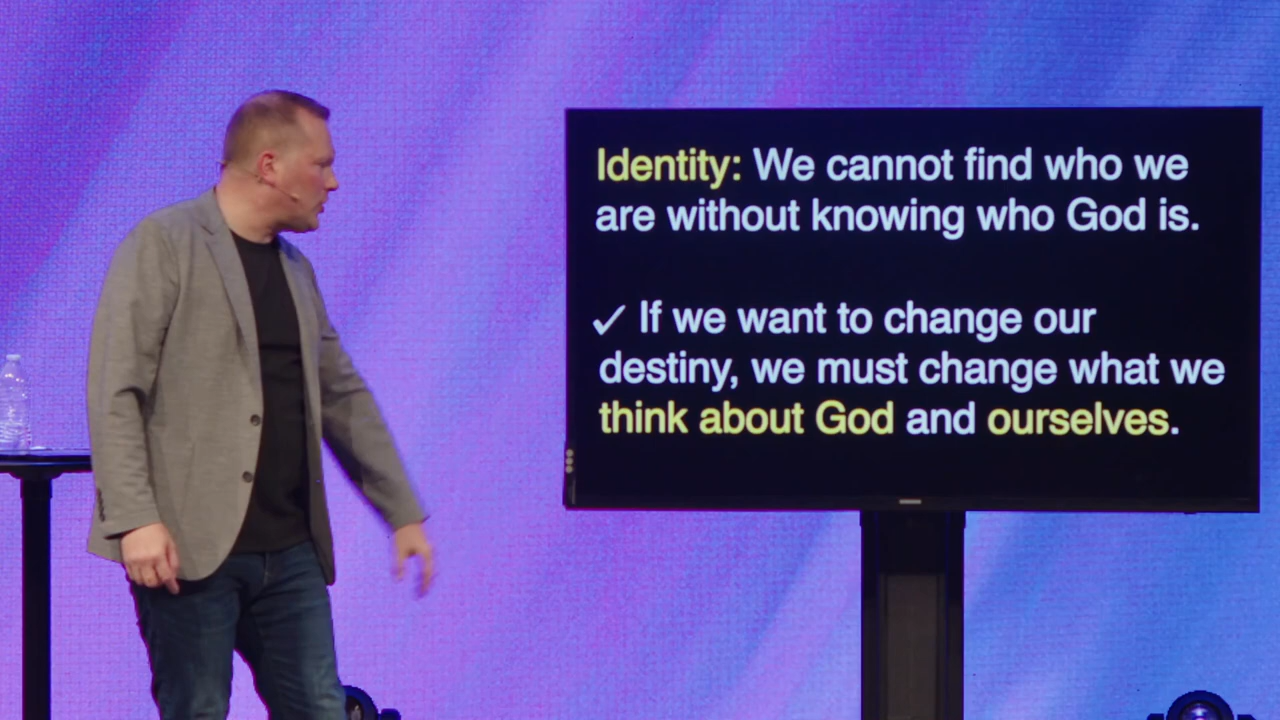 Identity: We cannot find who we
are without knowing who God is.
✓ If we want to change our
destiny, we must change what we
think about God and ourselves.